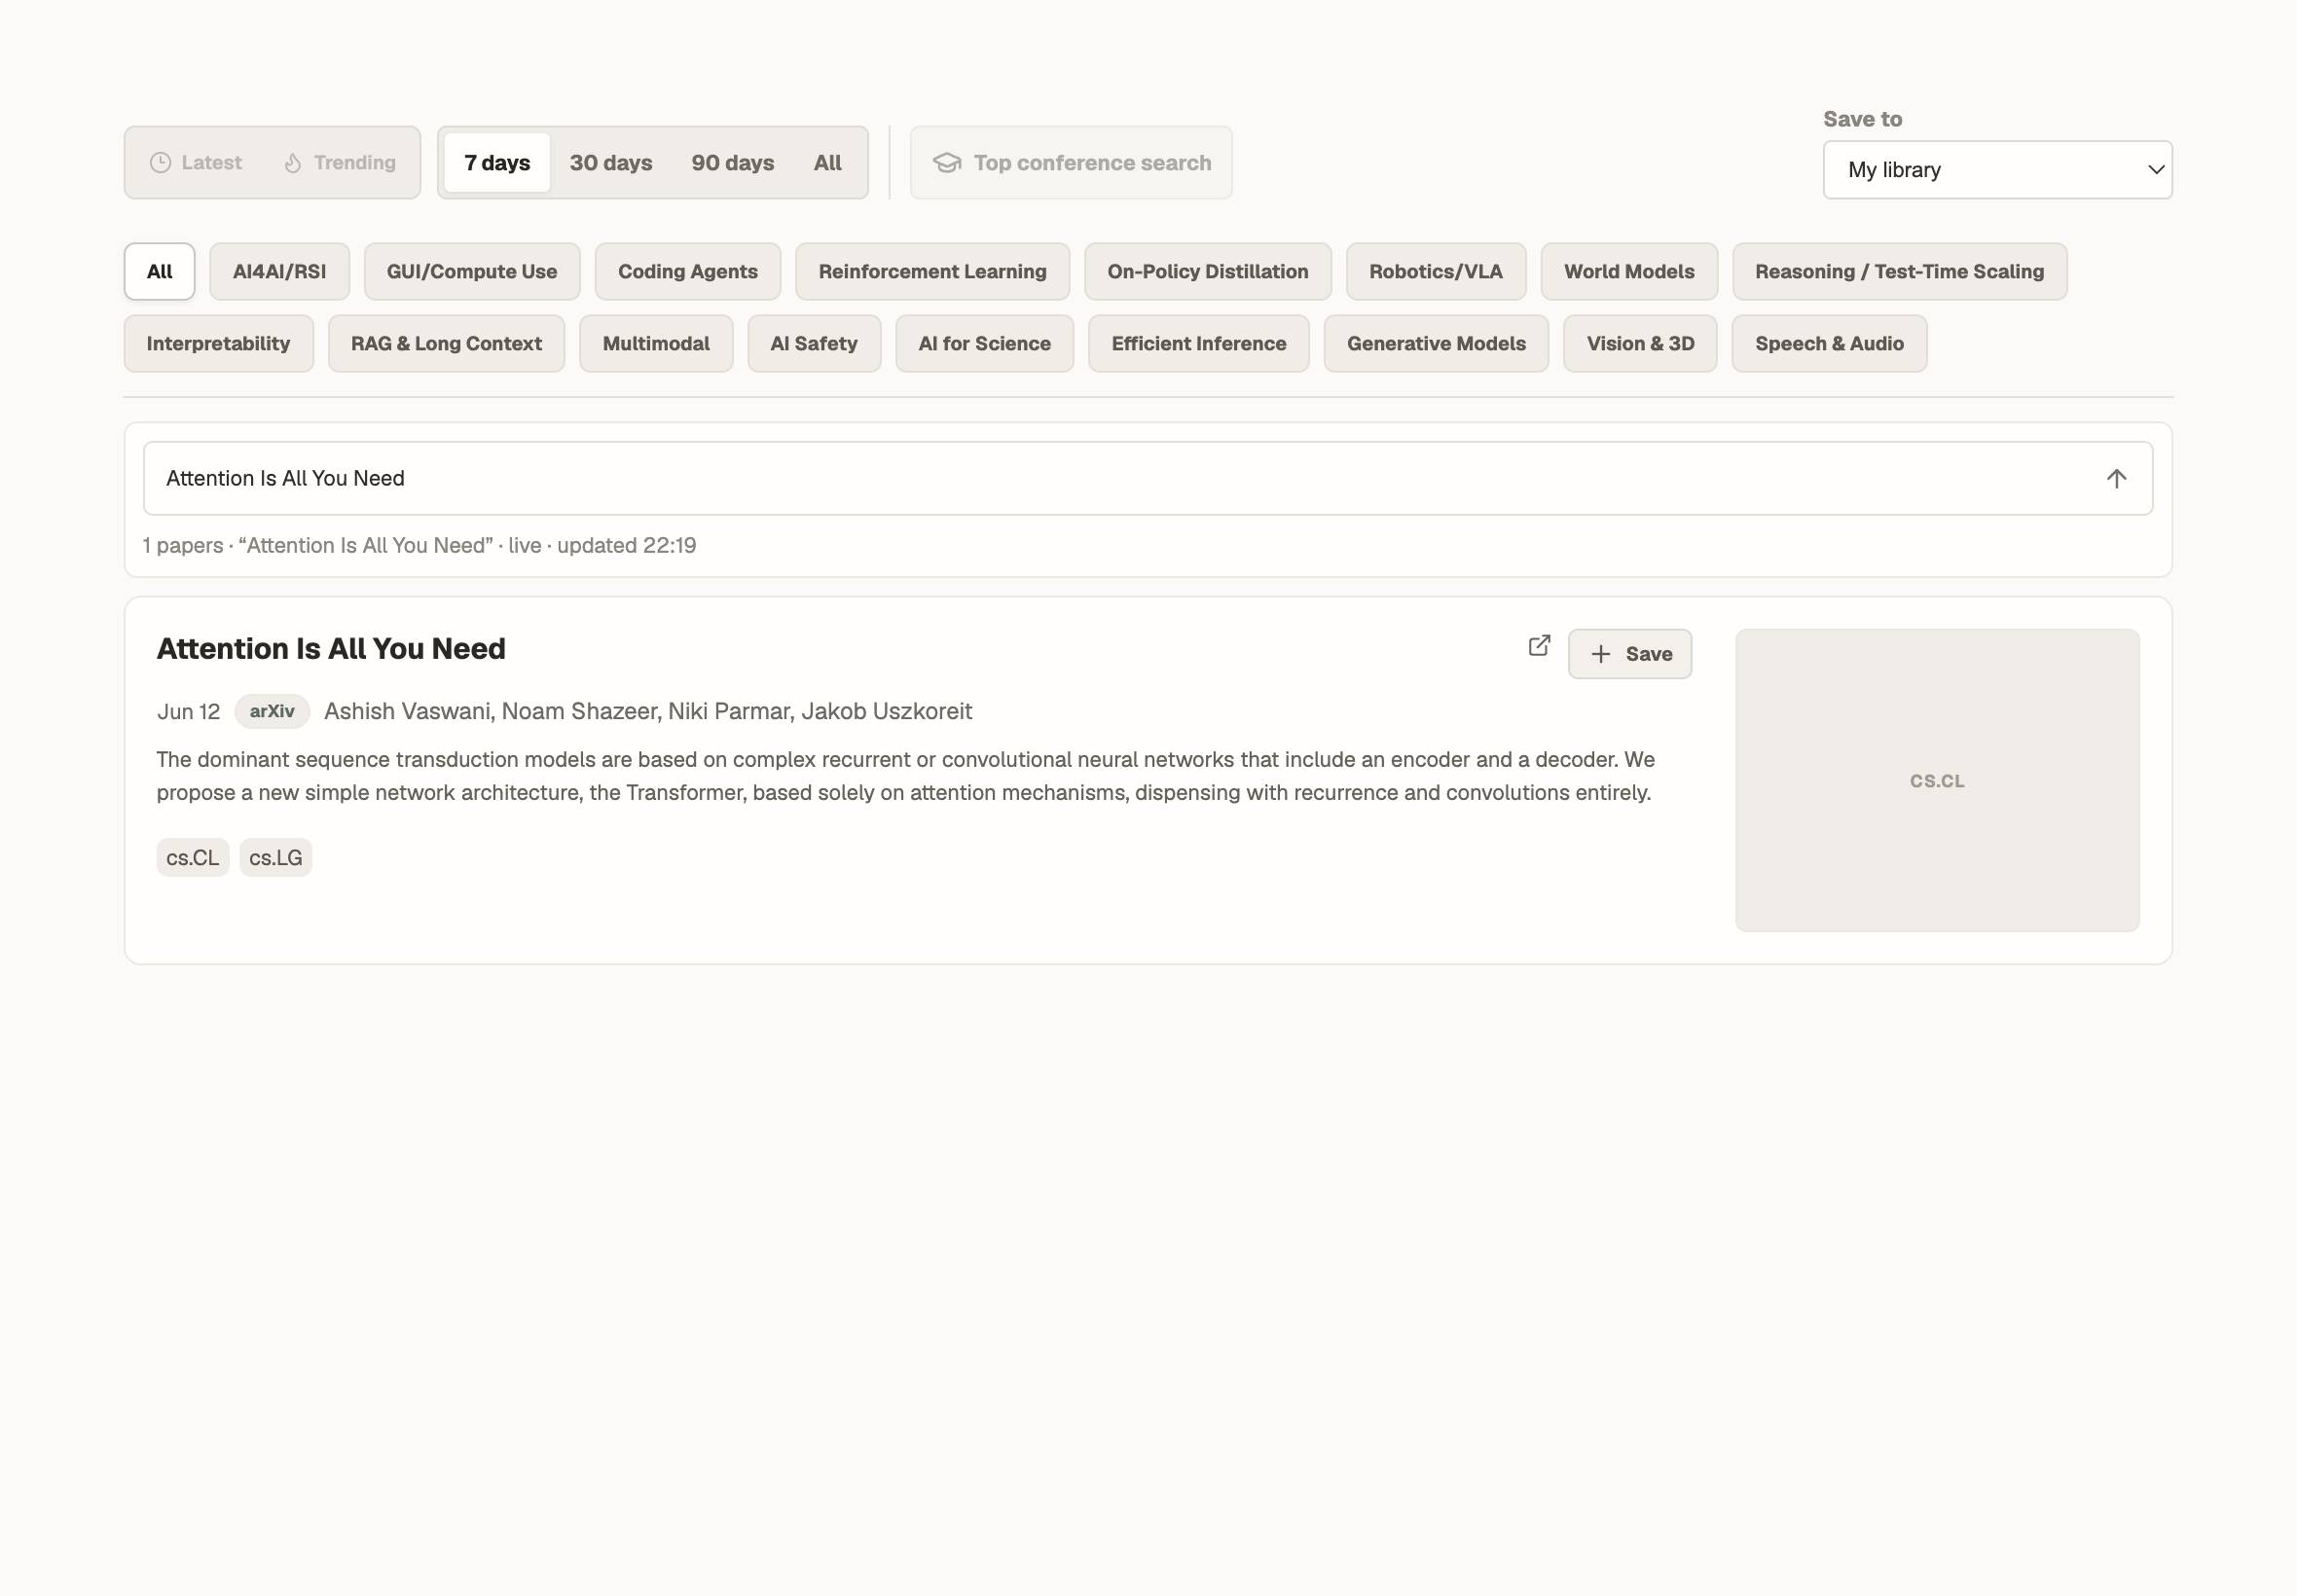 Save to
Latest Trending 7 days 30 days 90 days All Top conference search My library
All AI4AI/RSI GUI/Compute Use Coding Agents Reinforcement Learning On-Policy Distillation Robotics/VLA World Models Reasoning / Test-Time Scaling
Interpretability RAG & Long Context Multimodal AI Safety AI for Science Efficient Inference Generative Models Vision & 3D Speech & Audio
Attention Is All You Need
1 papers · “Attention Is All You Need” · live · updated 22:19
Attention Is All You Need Save
Jun 12 arXiv Ashish Vaswani, Noam Shazeer, Niki Parmar, Jakob Uszkoreit
The dominant sequence transduction models are based on complex recurrent or convolutional neural networks that include an encoder and a decoder. We
propose a new simple network architecture, the Transformer, based solely on attention mechanisms, dispensing with recurrence and convolutions entirely.
CS.CL
cs.CL cs.LG